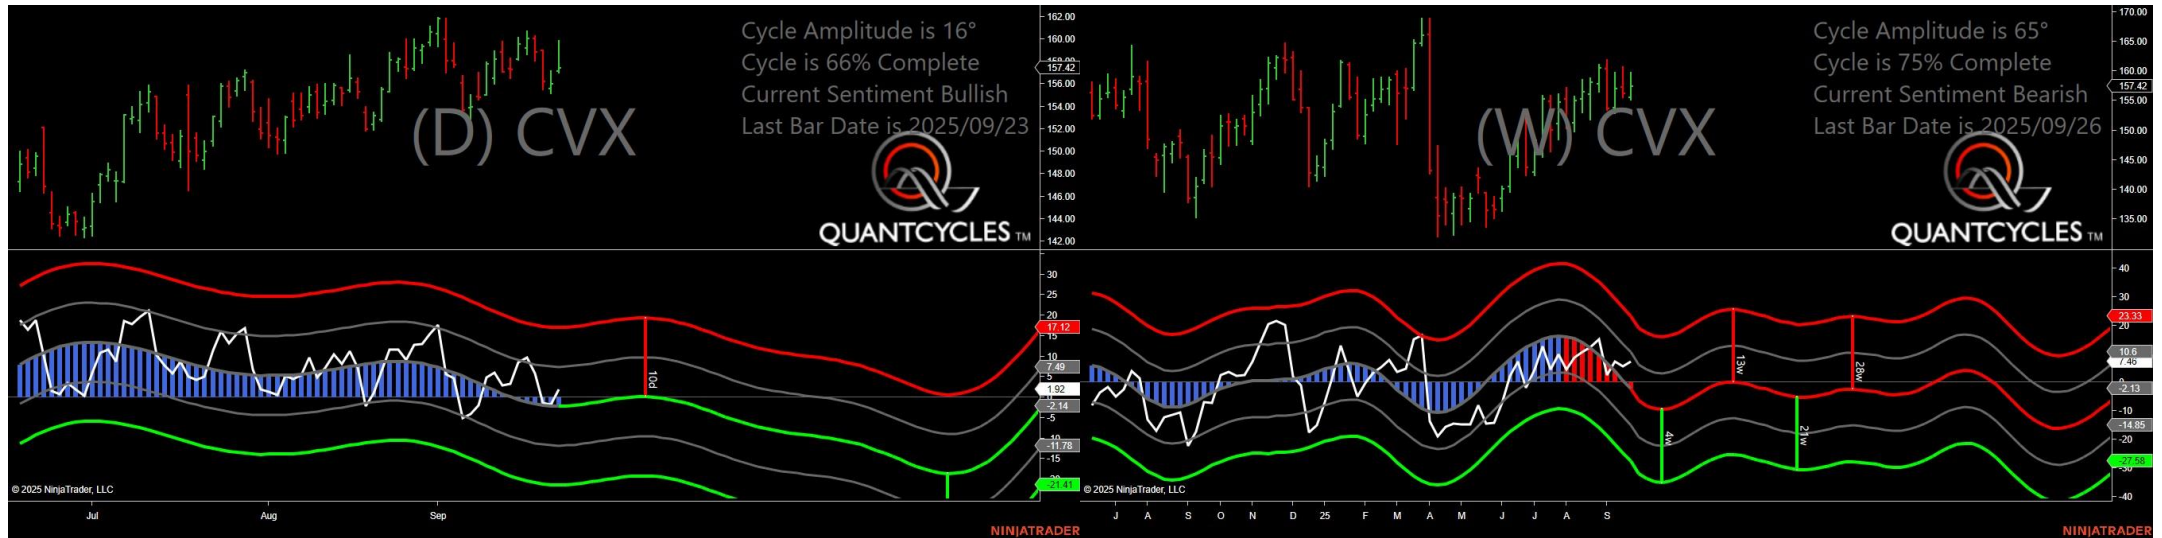 Cycle Amplitude is 16°
Cycle is 66% Complete
Current Sentiment Bullish
Last Bar Date is 2025/09/23
(D) CVX
QUANTCYCLES TM
162.00
160.00
157.42
156.00
154.00
152.00
150.00
148.00
146.00
144.00
142.00
30
25
20
17.12
15
10
7.49
5
1.92
-2.14
-5
-11.78
-15
-21.41
10d
© 2025 NinjaTrader, LLC
Jul
Aug
Sep
NINJATRADER
Cycle Amplitude is 65°
Cycle is 75% Complete
Current Sentiment Bearish
Last Bar Date is 2025/09/26
(W) CVX
QUANTCYCLES TM
170.00
165.00
160.00
157.42
155.00
150.00
145.00
140.00
135.00
40
30
23.33
20
10.6
7.46
-2.13
-10
-14.85
-20
-27.58
-40
4w
13w
21w
28w
© 2025 NinjaTrader, LLC
J A S O N D 25 F M A M J J A S
NINJATRADER